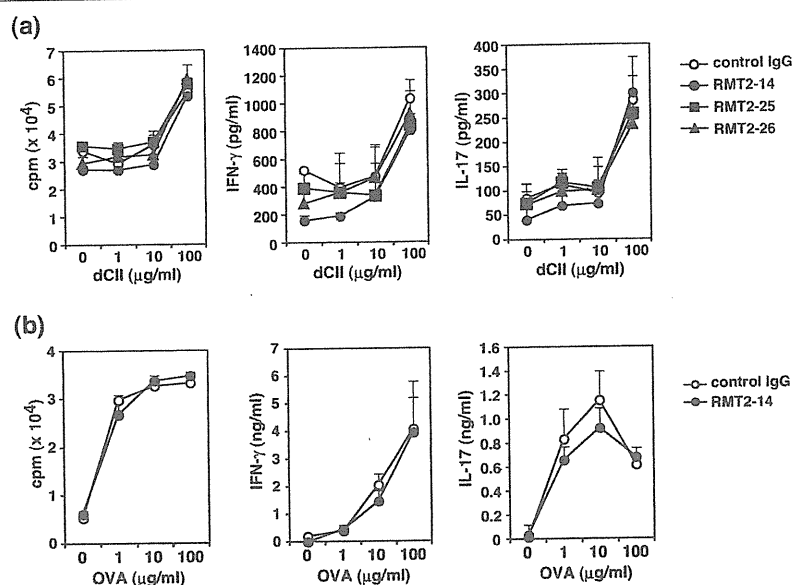 (a)
cpm (x 10⁴)
7
6
5
4
3
2
1
0
0 1 10 100
dCII (μg/ml)
IFN-γ (pg/ml)
1400
1200
1000
800
600
400
200
0
0 1 10 100
dCII (μg/ml)
IL-17 (pg/ml)
400
350
300
250
200
150
100
50
0
0 1 10 100
dCII (μg/ml)
control IgG
RMT2-14
RMT2-25
RMT2-26
(b)
cpm (x 10⁴)
4
3
2
1
0
0 1 10 100
OVA (μg/ml)
IFN-γ (ng/ml)
7
6
5
4
3
2
1
0
0 1 10 100
OVA (μg/ml)
IL-17 (ng/ml)
1.6
1.4
1.2
1.0
0.8
0.6
0.4
0.2
0
0 1 10 100
OVA (μg/ml)
control IgG
RMT2-14